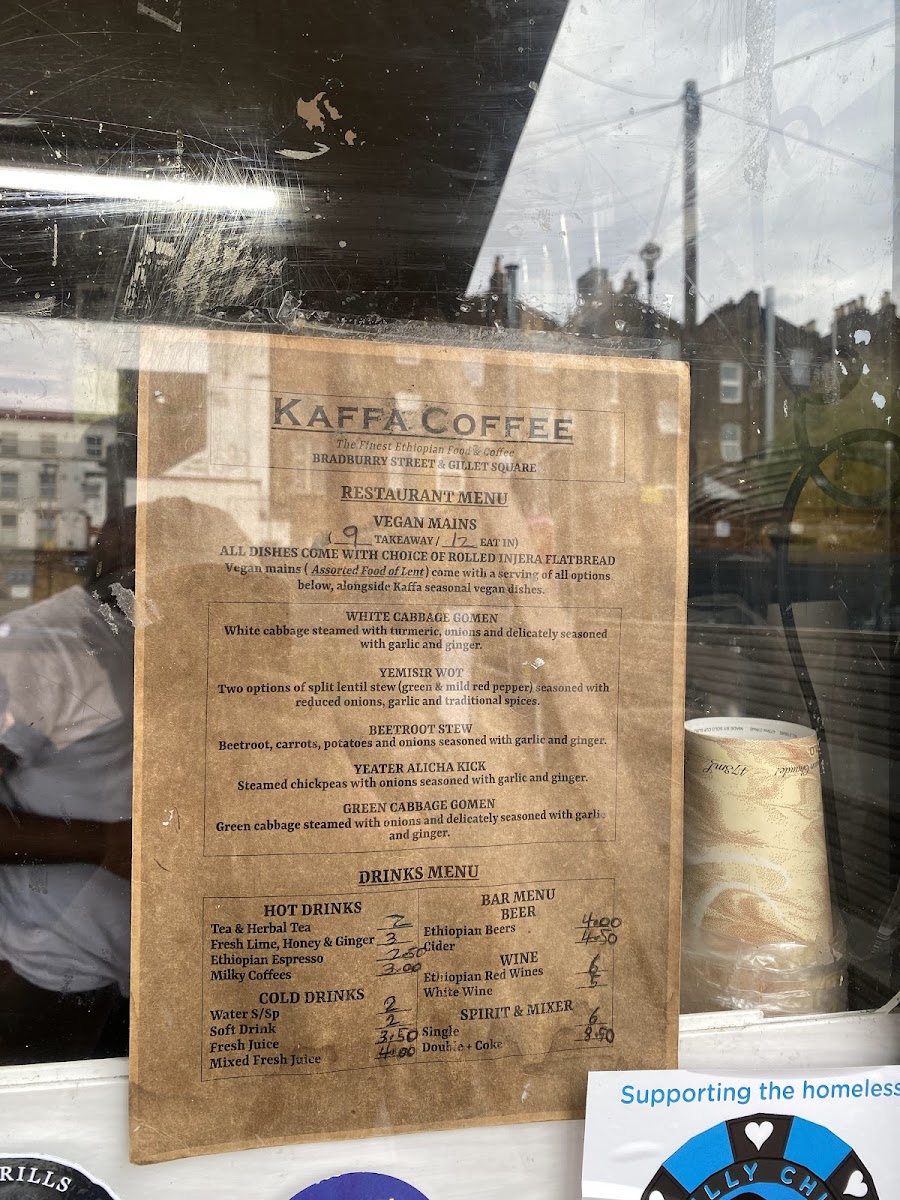 KAFFA COFFEE
The Finest Ethiopian Food & Coffee
BRADBURRY STREET & GILLET SQUARE
RESTAURANT MENU
VEGAN MAINS
( 9 TAKEAWAY / 12 EAT IN)
ALL DISHES COME WITH CHOICE OF ROLLED INJERA FLATBREAD
Vegan mains ( Assorted Food of Lent) come with a serving of all options
below, alongside Kaffa seasonal vegan dishes.
WHITE CABBAGE GOMEN
White cabbage steamed with turmeric, onions and delicately seasoned
with garlic and ginger.
YEMISIR WOT
Two options of split lentil stew (green & mild red pepper) seasoned with
reduced onions, garlic and traditional spices.
BEETROOT STEW
Beetroot, carrots, potatoes and onions seasoned with garlic and ginger.
YEATER ALICHA KICK
Steamed chickpeas with onions seasoned with garlic and ginger.
GREEN CABBAGE GOMEN
Green cabbage steamed with onions and delicately seasoned with garlic
and ginger.
DRINKS MENU
HOT DRINKS
Tea & Herbal Tea 2
Fresh Lime, Honey & Ginger 3
Ethiopian Espresso 2.50
Milky Coffees 3.00
COLD DRINKS
Water S/Sp 2
Soft Drink 2
Fresh Juice 3.50
Mixed Fresh Juice 4.00
BAR MENU
BEER
Ethiopian Beers 4.00
Cider 4.50
WINE
Ethiopian Red Wines 6
White Wine 5
SPIRIT & MIXER
Single 6
Double + Coke 8.50
Supporting the homeless
LLY CH
RILLS